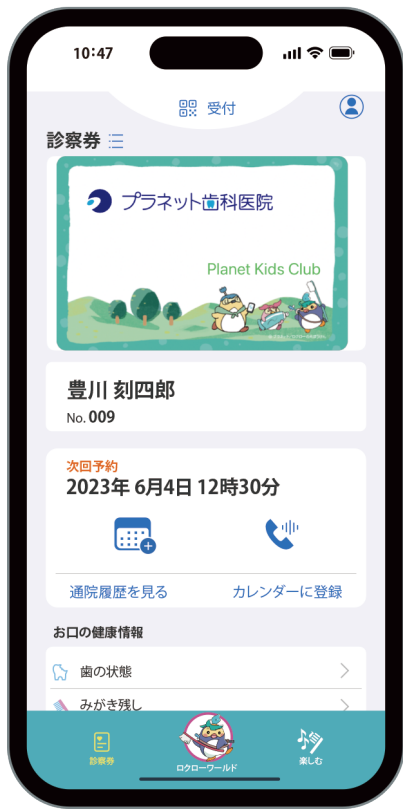 10:47
受付
診察券
プラネット歯科医院
Planet Kids Club
豊川 刻四郎
No. 009
次回予約
2023年 6月4日 12時30分
通院履歴を見る
カレンダーに登録
お口の健康情報
歯の状態
みがき残し
診察券
ロクローワールド
楽しむ